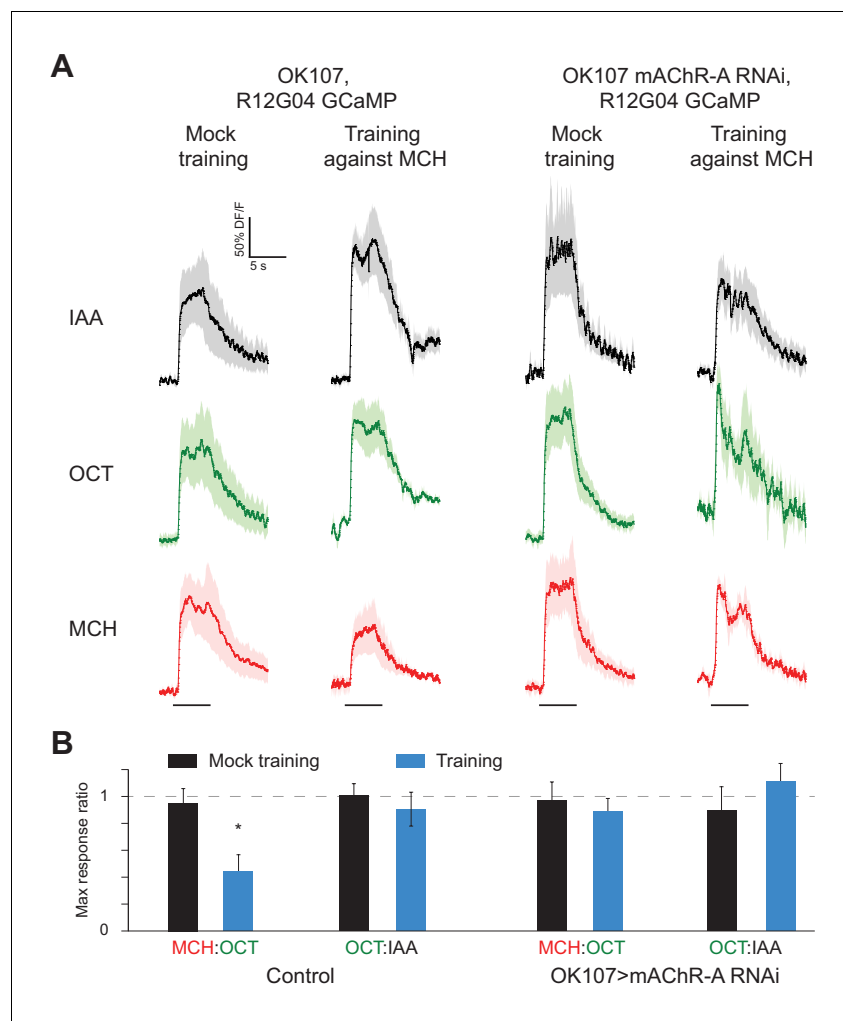 A
OK107,
R12G04 GCaMP
OK107 mAChR-A RNAi,
R12G04 GCaMP
Mock
training
Training
against MCH
Mock
training
Training
against MCH
50% DF/F
5 s
IAA
OCT
MCH
B
Mock training
Training
Max response ratio
1
0
*
MCH:OCT
OCT:IAA
MCH:OCT
OCT:IAA
Control
OK107>mAChR-A RNAi